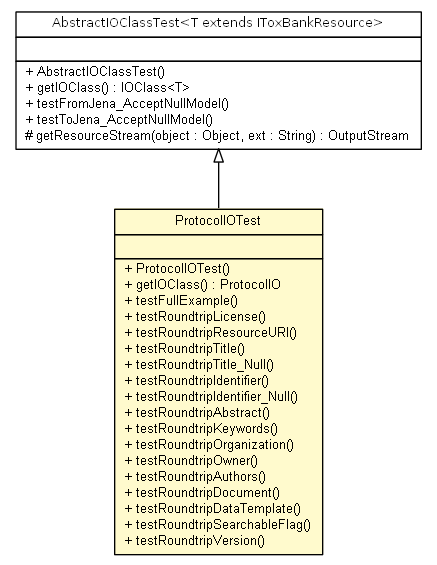 AbstractIOClassTest<T extends IToxBankResource>
+ AbstractIOClassTest()
+ getIOClass() : IOClass<T>
+ testFromJena_AcceptNullModel()
+ testToJena_AcceptNullModel()
# getResourceStream(object : Object, ext : String) : OutputStream
ProtocolIOTest
+ ProtocolIOTest()
+ getIOClass() : ProtocolIO
+ testFullExample()
+ testRoundtripLicense()
+ testRoundtripResourceURI()
+ testRoundtripTitle()
+ testRoundtripTitle_Null()
+ testRoundtripIdentifier()
+ testRoundtripIdentifier_Null()
+ testRoundtripAbstract()
+ testRoundtripKeywords()
+ testRoundtripOrganization()
+ testRoundtripOwner()
+ testRoundtripAuthors()
+ testRoundtripDocument()
+ testRoundtripDataTemplate()
+ testRoundtripSearchableFlag()
+ testRoundtripVersion()